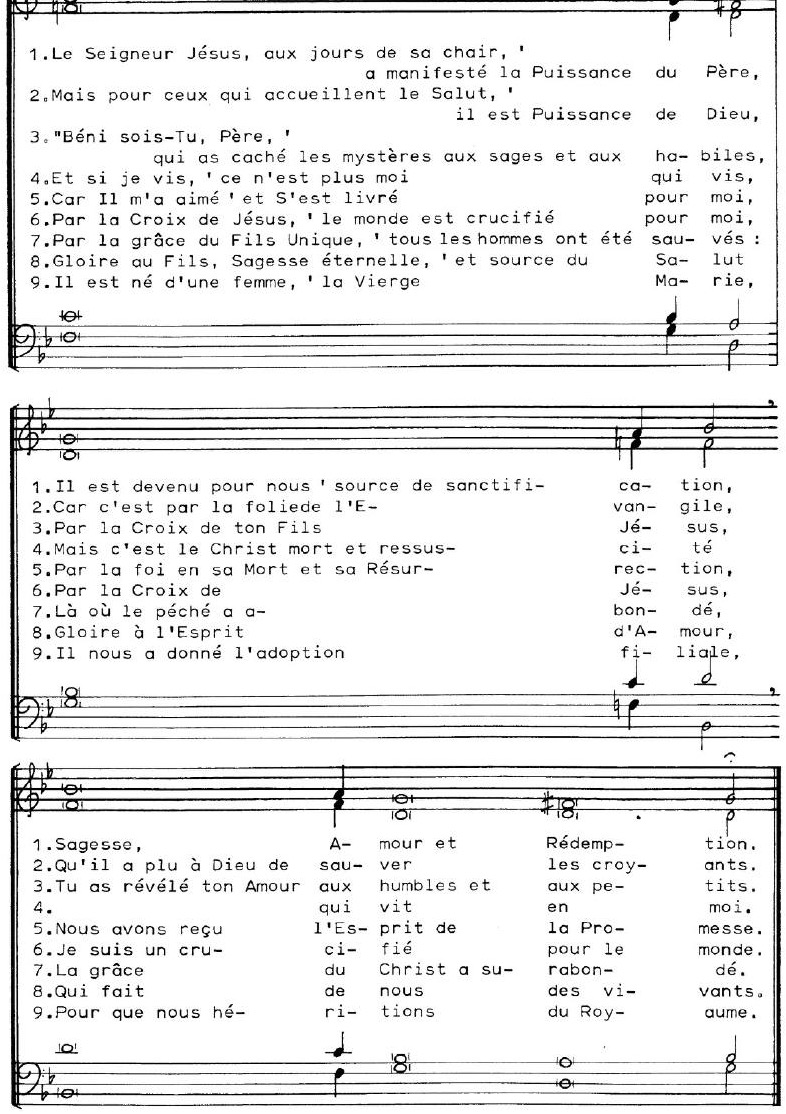 1.Le Seigneur Jésus, aux jours de sa chair, '
a manifesté la Puissance du Père,
2.Mais pour ceux qui accueillent le Salut, '
il est Puissance de Dieu,
3."Béni sois-Tu, Père, '
qui as caché les mystères aux sages et aux ha- biles,
4.Et si je vis, ' ce n'est plus moi qui vis,
5.Car Il m'a aimé ' et S'est livré pour moi,
6.Par la Croix de Jésus, ' le monde est crucifié pour moi,
7.Par la grâce du Fils Unique, ' tous les hommes ont été sau- vés :
8.Gloire au Fils, Sagesse éternelle, ' et source du Sa- lut
9.Il est né d'une femme, ' la Vierge Ma- rie,
1.Il est devenu pour nous ' source de sanctifi- ca- tion,
2.Car c'est par la foliede l'E- van- gile,
3.Par la Croix de ton Fils Jé- sus,
4.Mais c'est le Christ mort et ressus- ci- té
5.Par la foi en sa Mort et sa Résur- rec- tion,
6.Par la Croix de Jé- sus,
7.Là où le péché a a- bon- dé,
8.Gloire à l'Esprit d'A- mour,
9.Il nous a donné l'adoption fi- liale,
1.Sagesse, A- mour et Rédemp- tion.
2.Qu'il a plu à Dieu de sau- ver les croy- ants.
3.Tu as révélé ton Amour aux humbles et aux pe- tits.
4. qui vit en moi.
5.Nous avons reçu l'Es- prit de la Pro- messe.
6.Je suis un cru- ci- fié pour le monde.
7.La grâce du Christ a su- rabon- dé.
8.Qui fait de nous des vi- vants.
9.Pour que nous hé- ri- tions du Roy- aume.